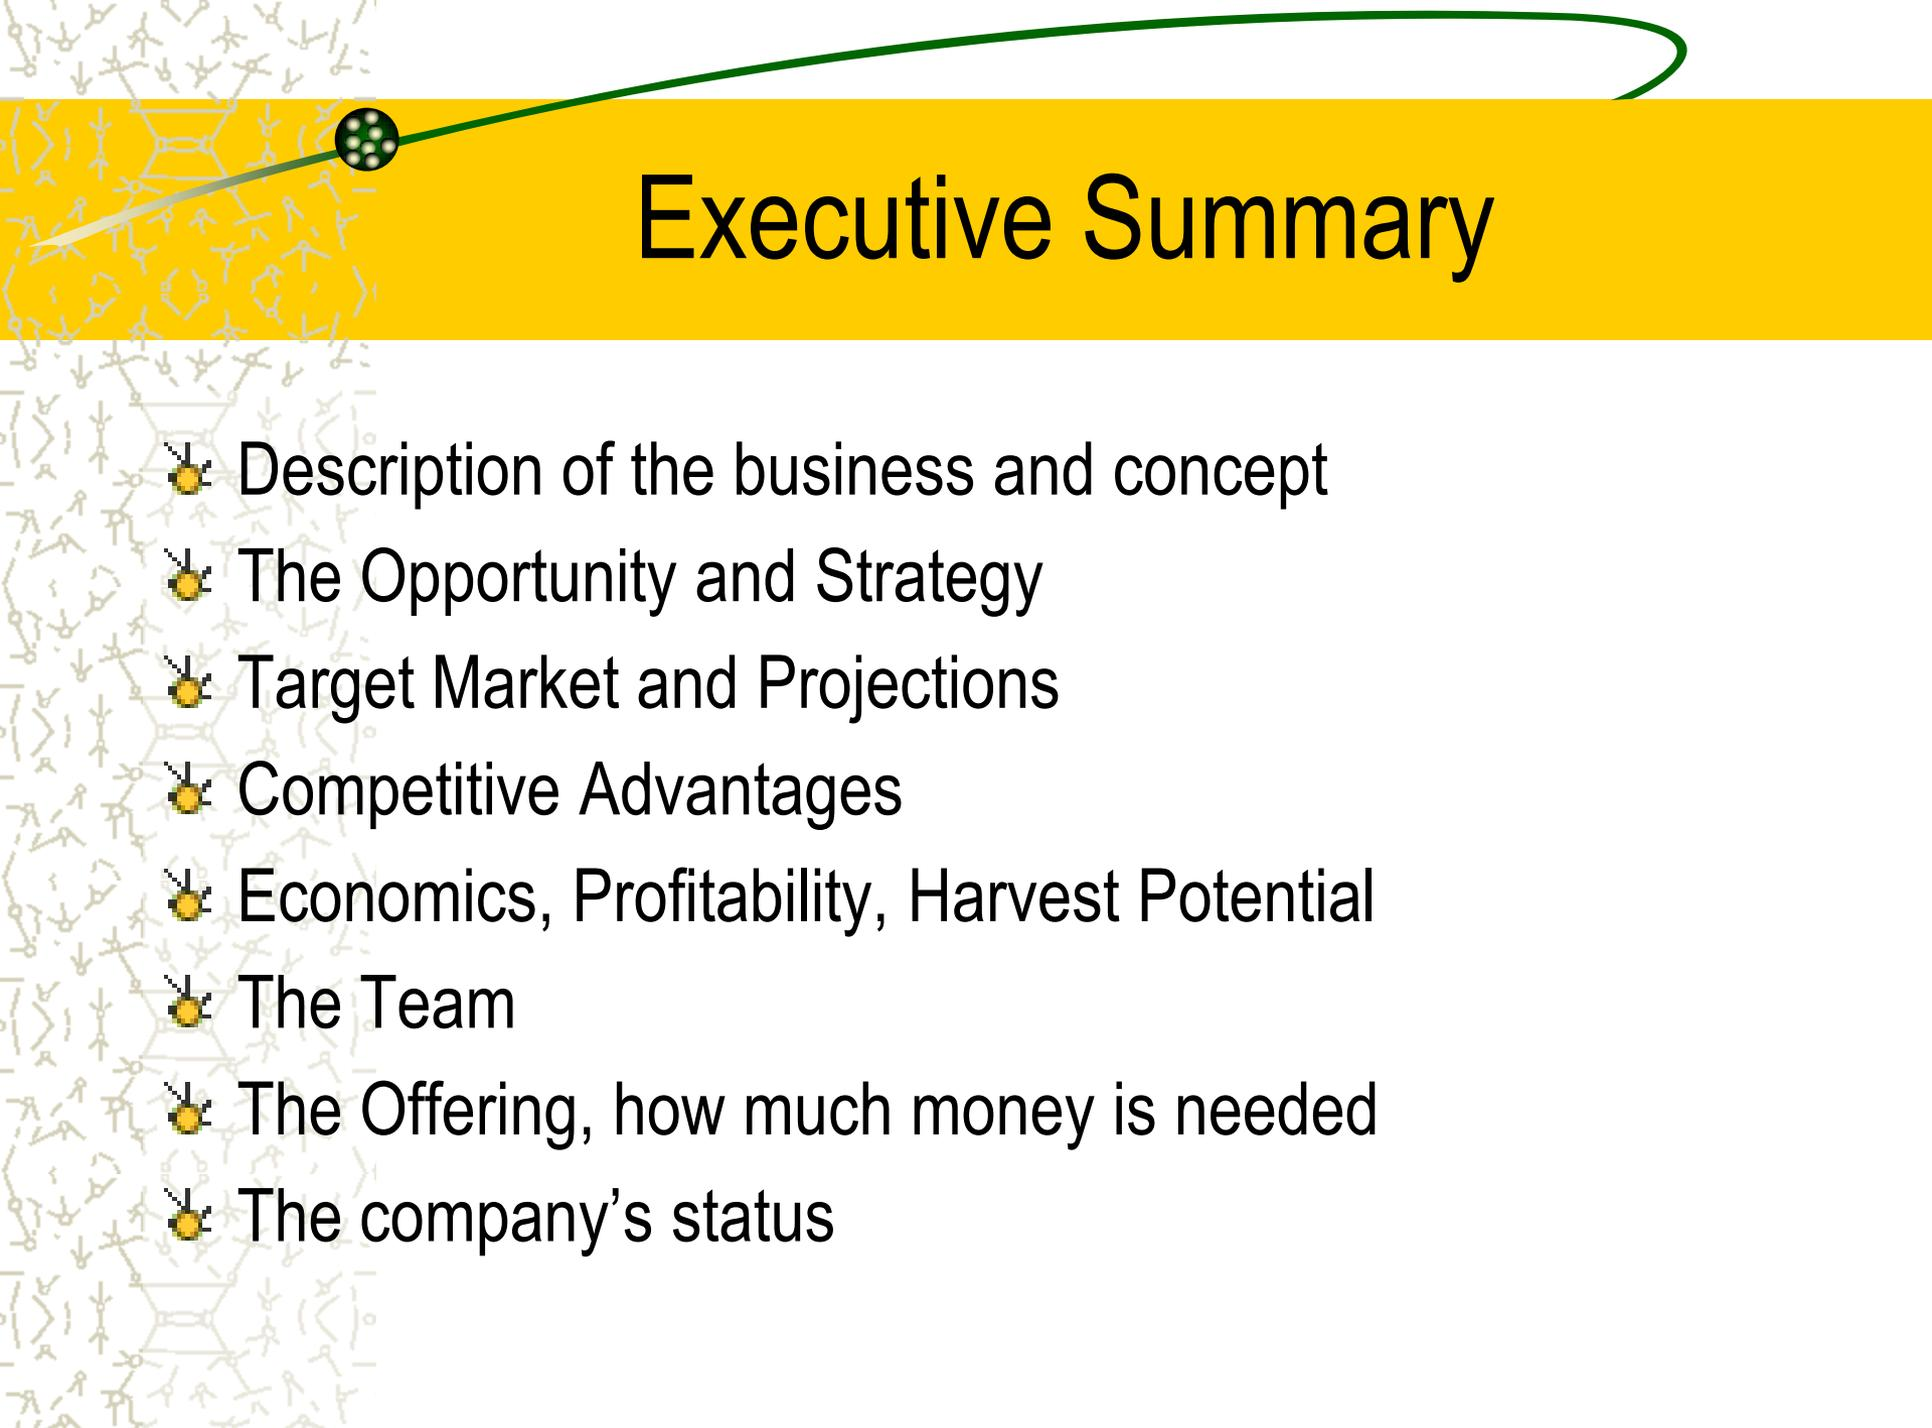 Executive Summary
Description of the business and concept
The Opportunity and Strategy
Target Market and Projections
Competitive Advantages
Economics, Profitability, Harvest Potential
The Team
The Offering, how much money is needed
The company’s status